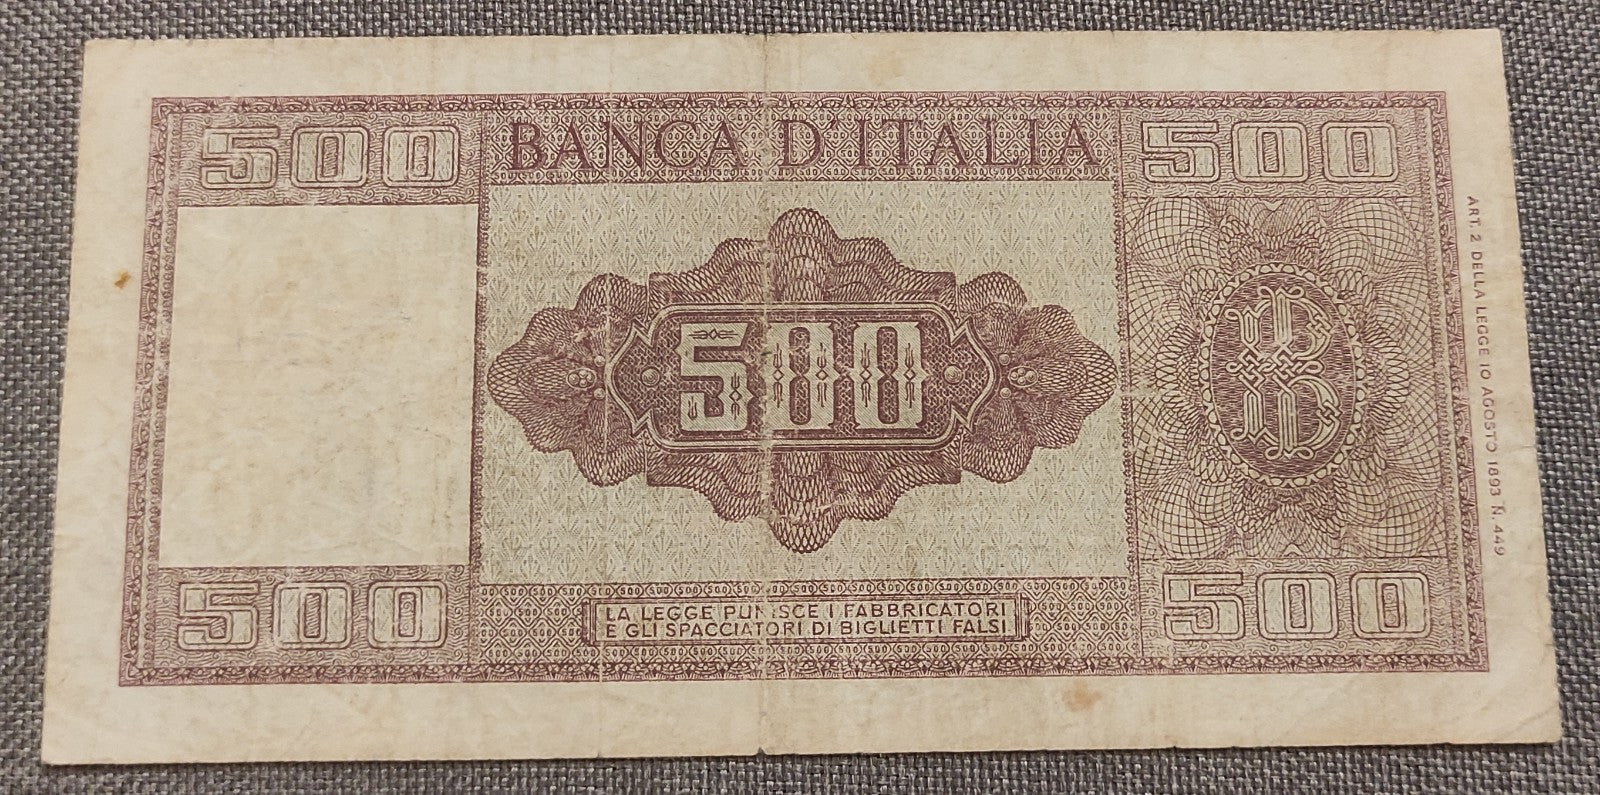 500 BANCA D'ITALIA 500
500
B
500 LA LEGGE PUNISCE I FABBRICATORI 500
E GLI SPACCIATORI DI BIGLIETTI FALSI
ART. 2 DELLA LEGGE 10 AGOSTO 1893 N. 449